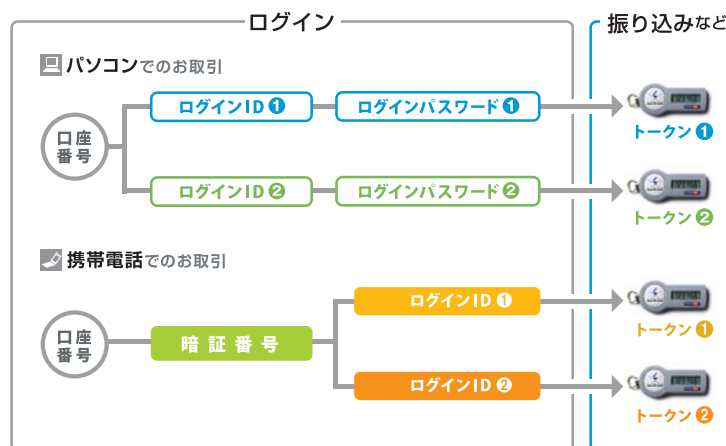 ログイン
振り込みなど
パソコンでのお取引
口座
番号
ログインID❶
ログインパスワード❶
トークン❶
ログインID❷
ログインパスワード❷
トークン❷
携帯電話でのお取引
口座
番号
暗証番号
ログインID❶
トークン❶
ログインID❷
トークン❷